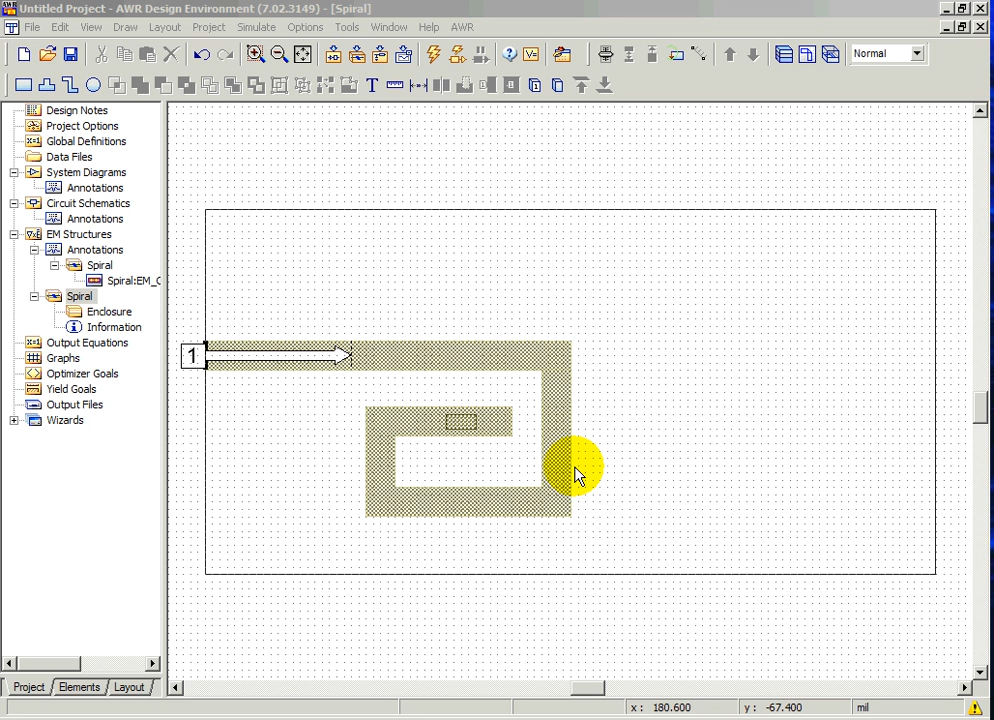 Untitled Project - AWR Design Environment (7.02.3149) - [Spiral]
File Edit View Draw Layout Project Simulate Options Tools Window Help AWR
Normal
Design Notes
Project Options
Global Definitions
Data Files
System Diagrams
Annotations
Circuit Schematics
Annotations
EM Structures
Annotations
Spiral
Spiral:EM_C
Spiral
Enclosure
Information
Output Equations
Graphs
Optimizer Goals
Yield Goals
Output Files
Wizards
1
Project Elements Layout
x : 180.600 y : -67.400 mil